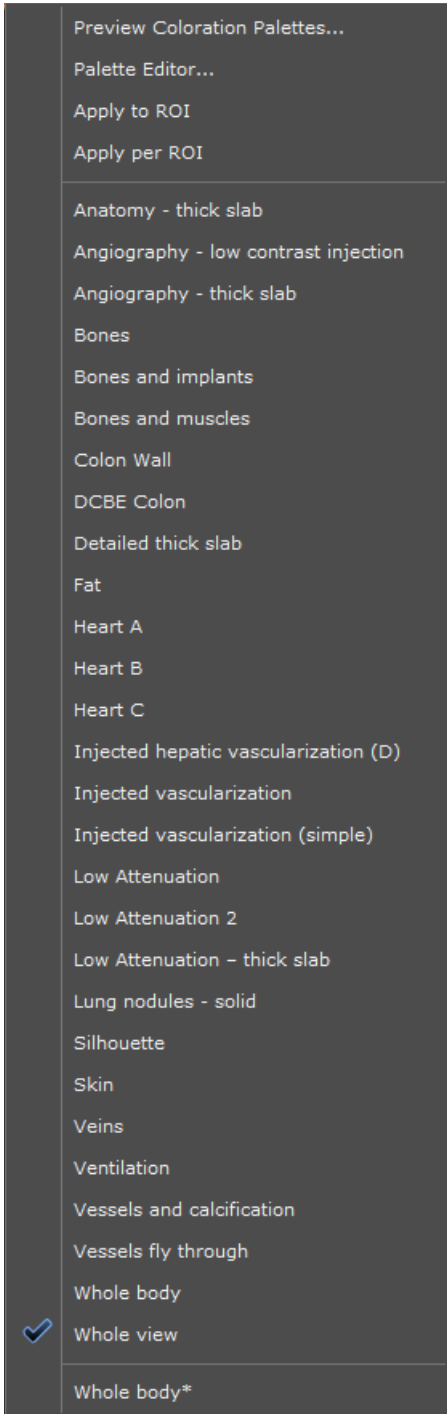 Preview Coloration Palettes...
Palette Editor...
Apply to ROI
Apply per ROI
Anatomy - thick slab
Angiography - low contrast injection
Angiography - thick slab
Bones
Bones and implants
Bones and muscles
Colon Wall
DCBE Colon
Detailed thick slab
Fat
Heart A
Heart B
Heart C
Injected hepatic vascularization (D)
Injected vascularization
Injected vascularization (simple)
Low Attenuation
Low Attenuation 2
Low Attenuation – thick slab
Lung nodules - solid
Silhouette
Skin
Veins
Ventilation
Vessels and calcification
Vessels fly through
Whole body
Whole view
Whole body*